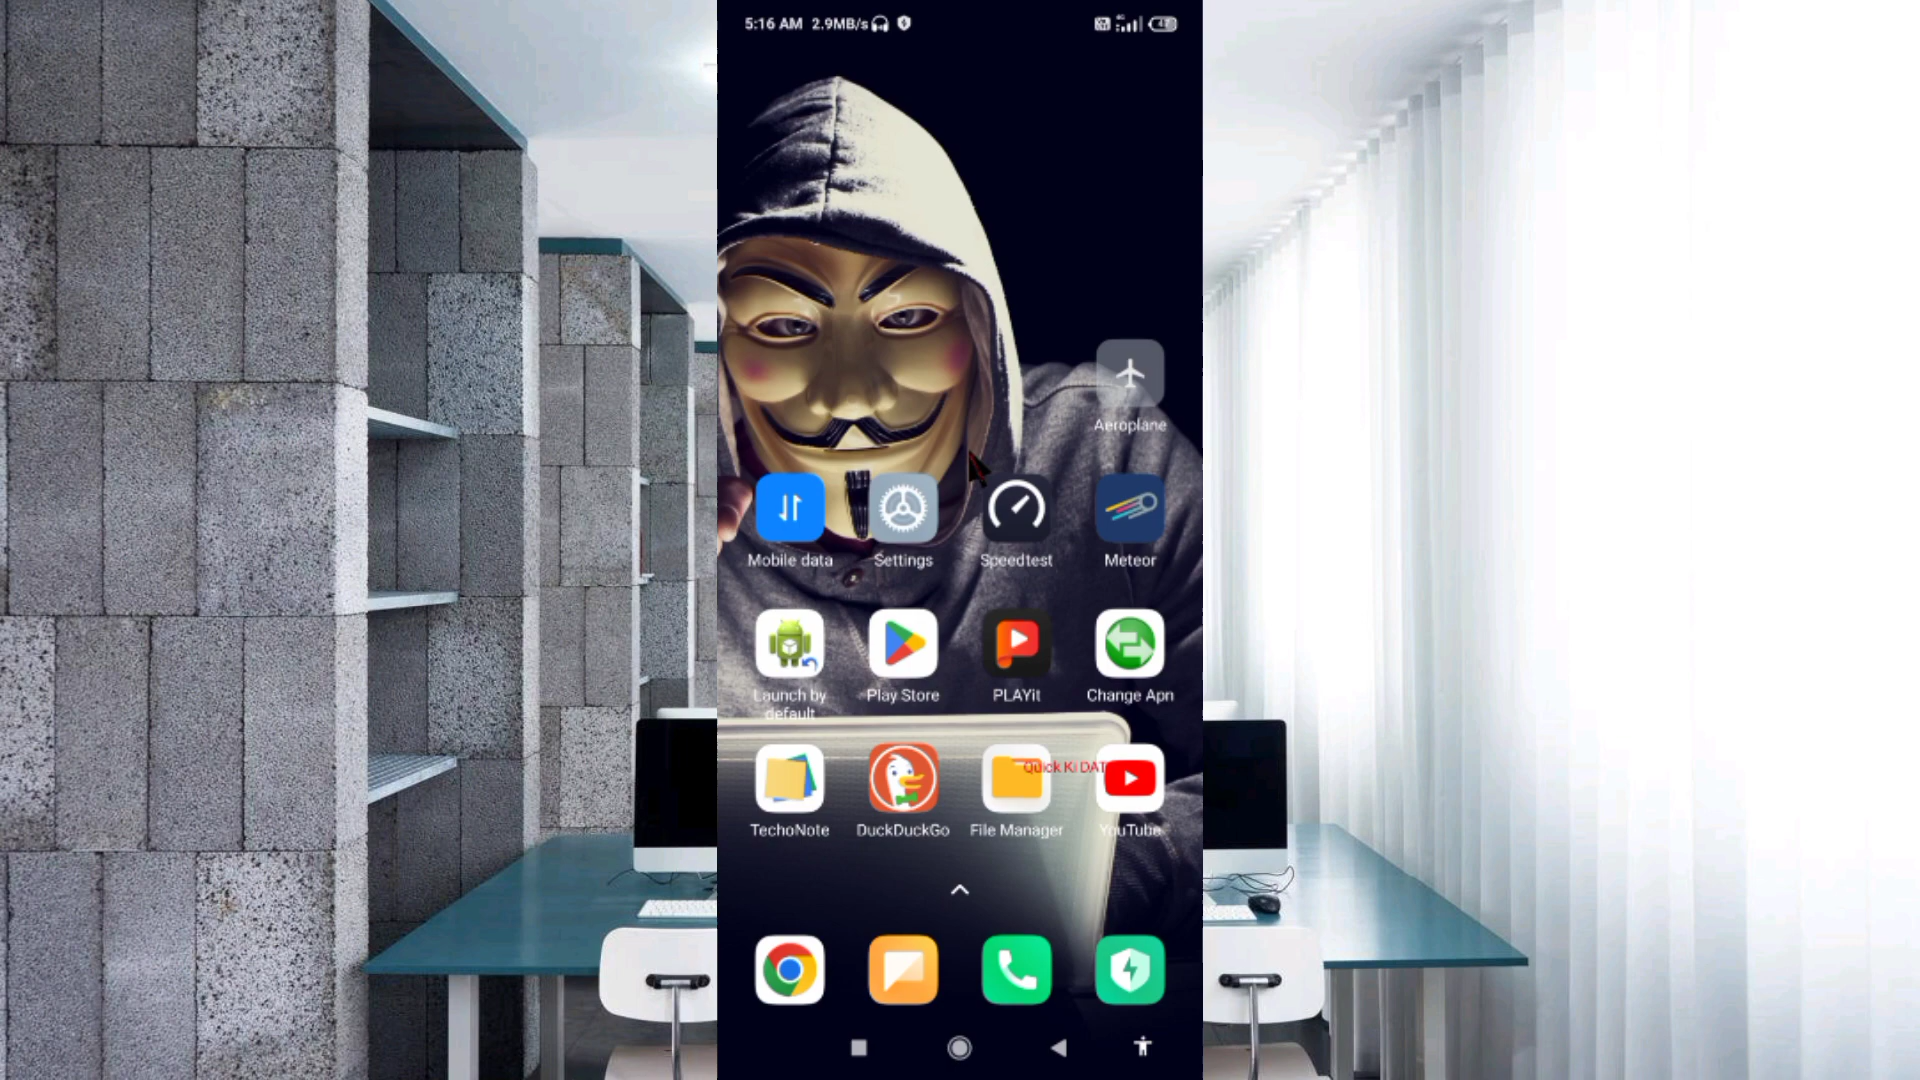 5:16 AM 2.9MB/s
Aeroplane
Mobile data
Settings
Speedtest
Meteor
Launch by
default
Play Store
PLAYit
Change Apn
Quick Ki DAT
TechoNote
DuckDuckGo
File Manager
YouTube